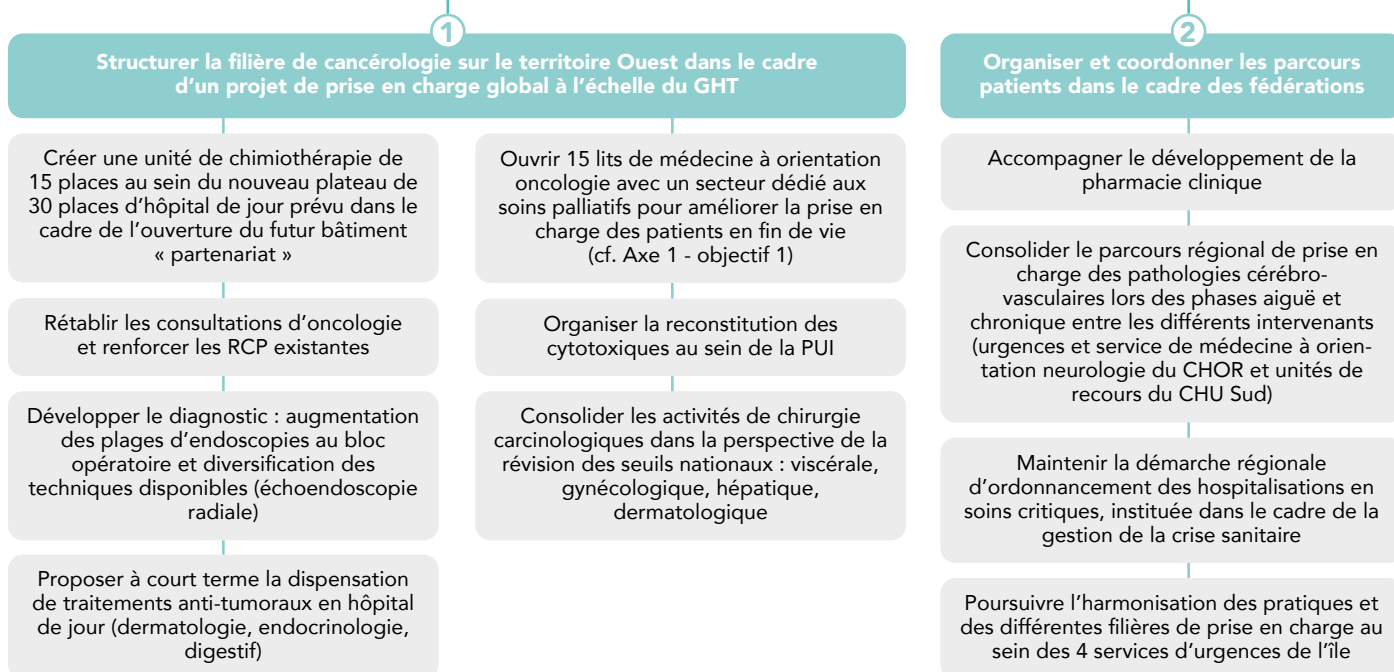 1
Structurer la filière de cancérologie sur le territoire Ouest dans le cadre
d'un projet de prise en charge global à l'échelle du GHT
Créer une unité de chimiothérapie de
15 places au sein du nouveau plateau de
30 places d'hôpital de jour prévu dans le
cadre de l'ouverture du futur bâtiment
« partenariat »
Rétablir les consultations d'oncologie
et renforcer les RCP existantes
Développer le diagnostic : augmentation
des plages d'endoscopies au bloc
opératoire et diversification des
techniques disponibles (échoendoscopie
radiale)
Proposer à court terme la dispensation
de traitements anti-tumoraux en hôpital
de jour (dermatologie, endocrinologie,
digestif)
Ouvrir 15 lits de médecine à orientation
oncologie avec un secteur dédié aux
soins palliatifs pour améliorer la prise en
charge des patients en fin de vie
(cf. Axe 1 - objectif 1)
Organiser la reconstitution des
cytotoxiques au sein de la PUI
Consolider les activités de chirurgie
carcinologiques dans la perspective de la
révision des seuils nationaux : viscérale,
gynécologique, hépatique,
dermatologique
2
Organiser et coordonner les parcours
patients dans le cadre des fédérations
Accompagner le développement de la
pharmacie clinique
Consolider le parcours régional de prise en
charge des pathologies cérébro-
vasculaires lors des phases aiguë et
chronique entre les différents intervenants
(urgences et service de médecine à orien-
tation neurologie du CHOR et unités de
recours du CHU Sud)
Maintenir la démarche régionale
d'ordonnancement des hospitalisations en
soins critiques, instituée dans le cadre de la
gestion de la crise sanitaire
Poursuivre l'harmonisation des pratiques et
des différentes filières de prise en charge au
sein des 4 services d'urgences de l'île